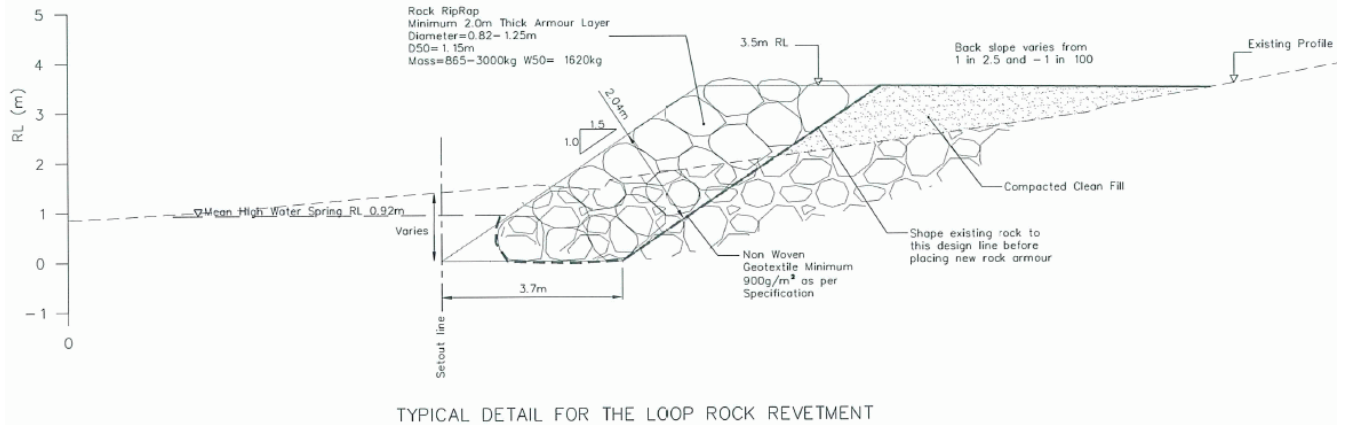 Rock RipRap
Minimum 2.0m Thick Armour Layer
Diameter=0.82-1.25m
D50= 1.15m
Mass=865-3000kg W50= 1620kg
3.5m RL
Back slope varies from
1 in 2.5 and -1 in 100
Existing Profile
5
4
3
2
1
0
-1
RL (m)
0
2.04m
1.5
1.0
Mean High Water Spring RL 0.92m
Varies
Compacted Clean Fill
Shape existing rock to
this design line before
placing new rock armour
Non Woven
Geotextile Minimum
900g/m² as per
Specification
3.7m
Setout line
TYPICAL DETAIL FOR THE LOOP ROCK REVETMENT